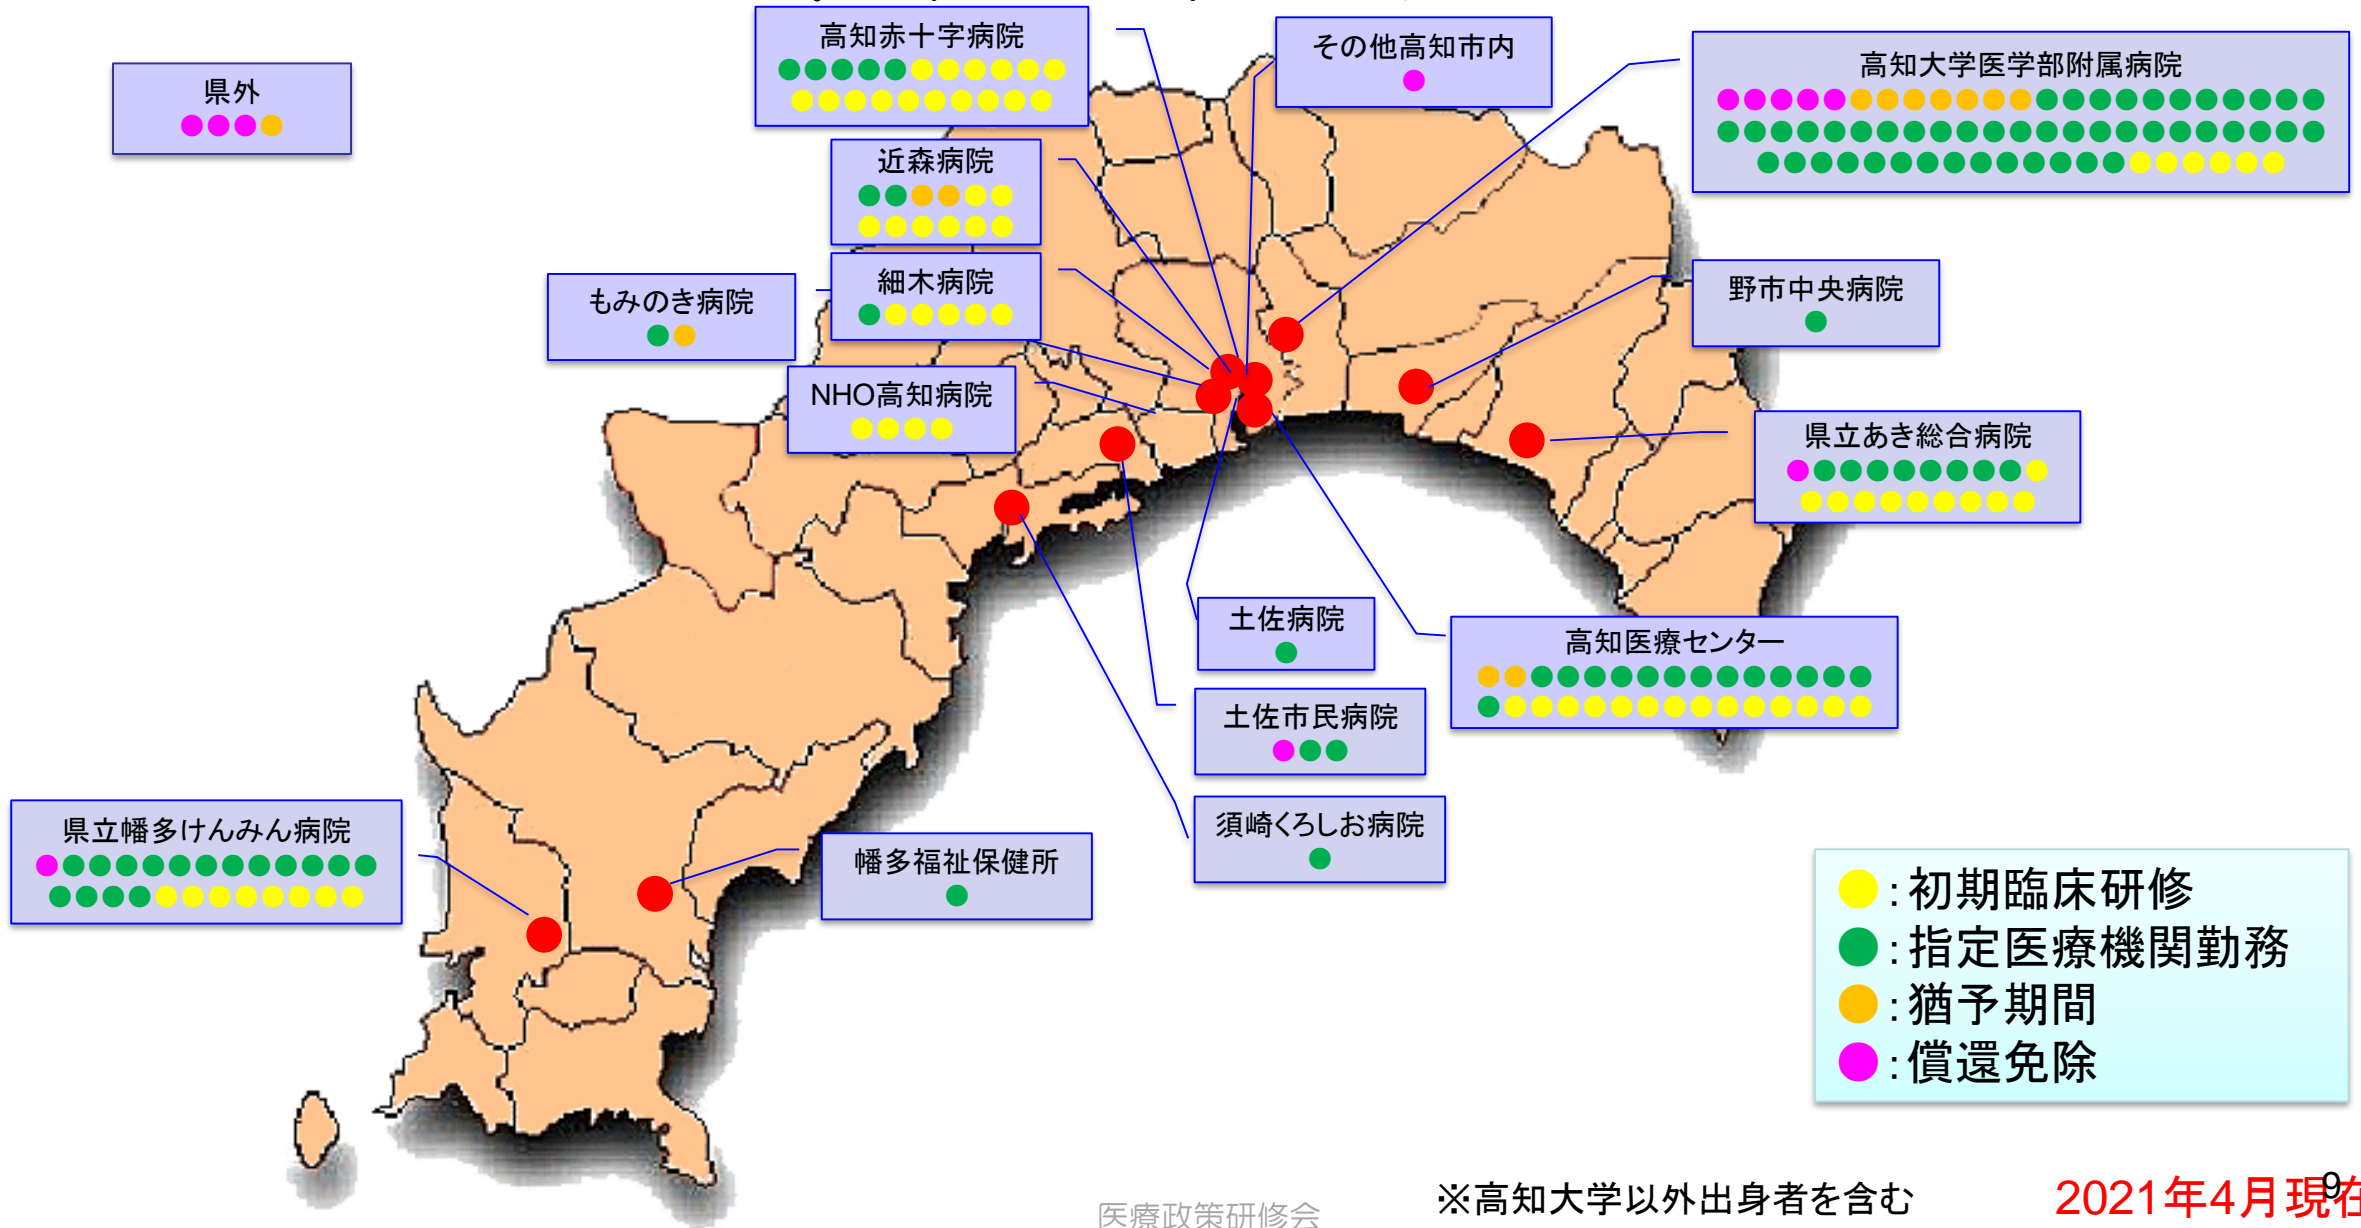 高知赤十字病院
その他高知市内
高知大学医学部附属病院
県外
近森病院
細木病院
もみのき病院
野市中央病院
NHO高知病院
県立あき総合病院
土佐病院
高知医療センター
土佐市民病院
須崎くろしお病院
県立幡多けんみん病院
幡多福祉保健所
:初期臨床研修
:指定医療機関勤務
:猶予期間
:償還免除
※高知大学以外出身者を含む
2021年4月現在
9
医療政策研修会